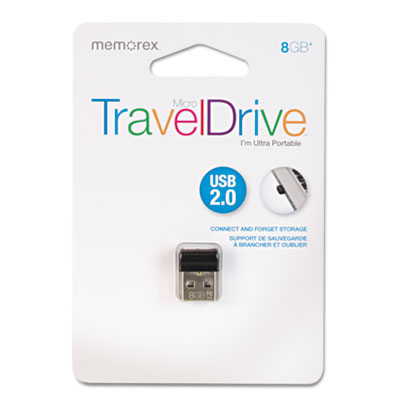 memorex
8GB*
Micro
TravelDrive™
I'm Ultra Portable
USB
2.0
CONNECT AND FORGET STORAGE
SUPPORT DE SAUVEGARDE
À BRANCHER ET OUBLIER
8GB